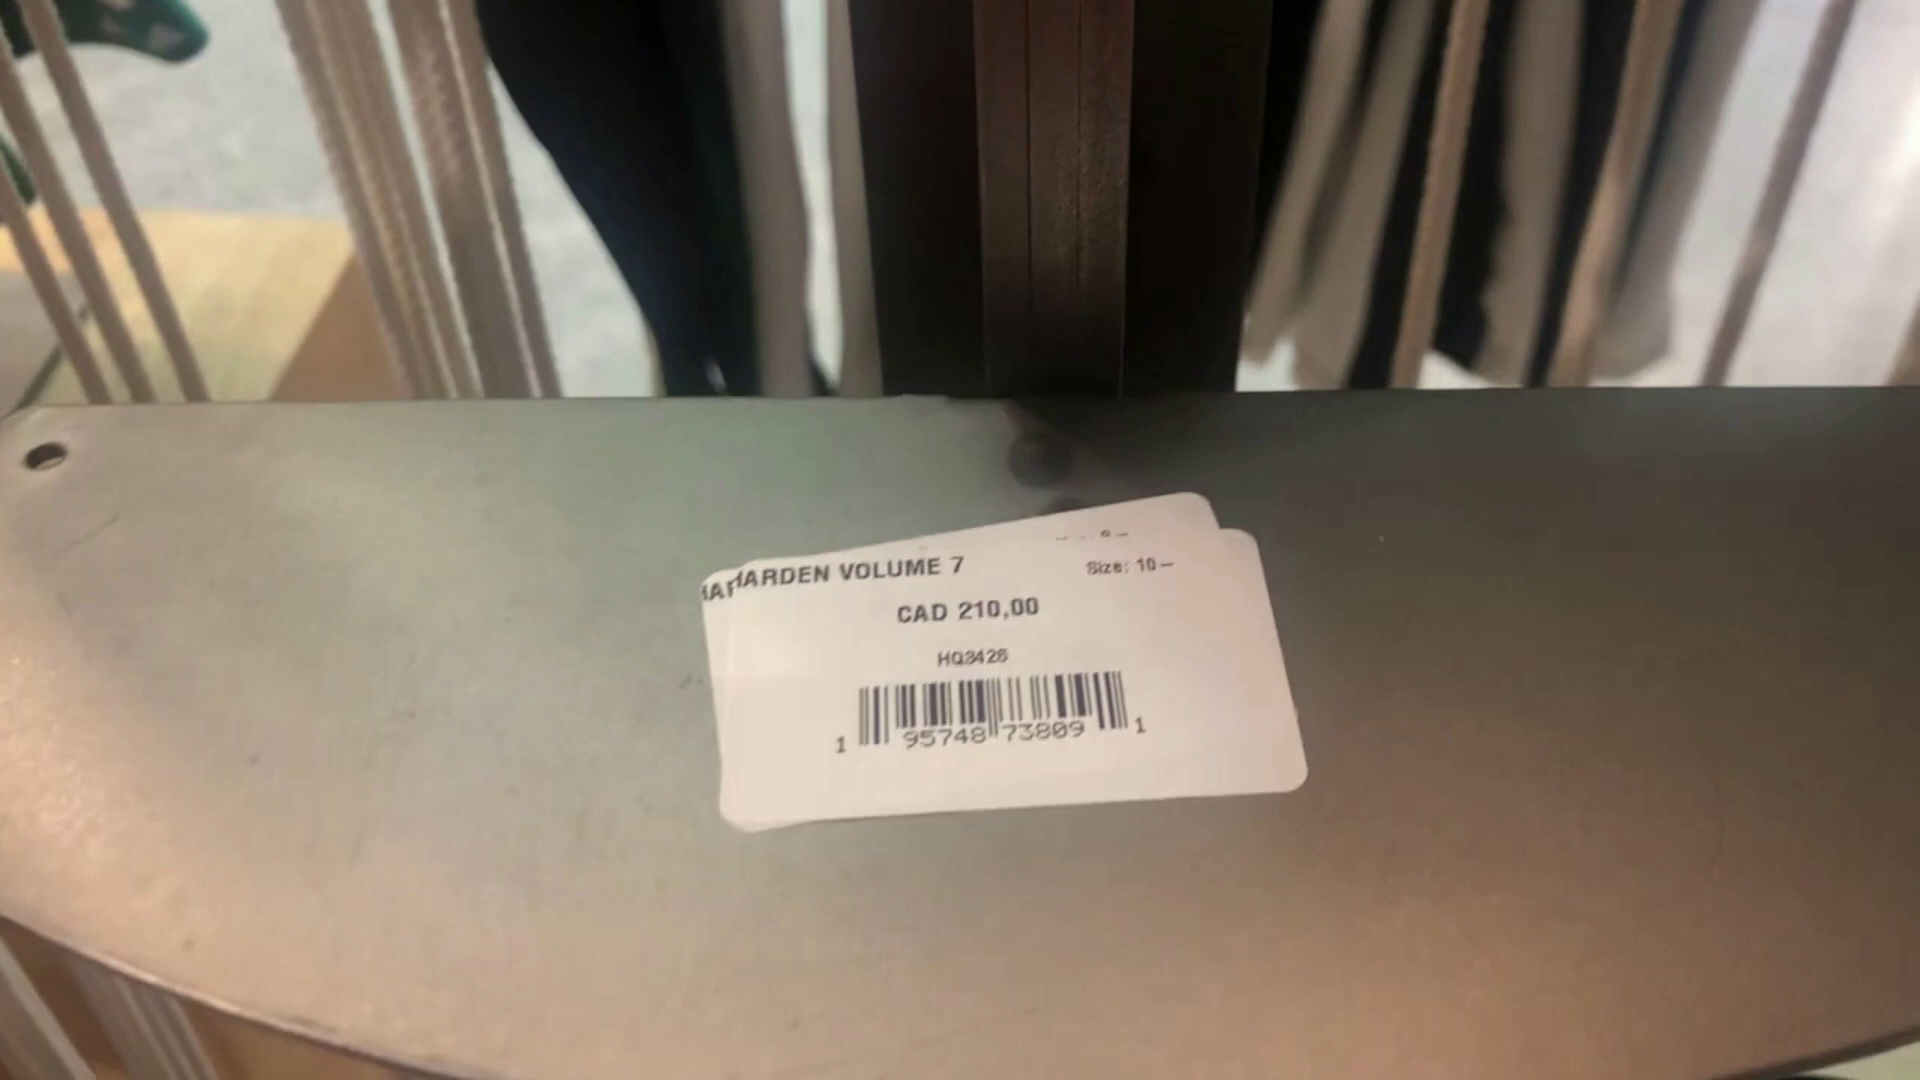 HARDEN VOLUME 7
Size: 10-
CAD 210,00
HQ3426
1 95748 73809 1